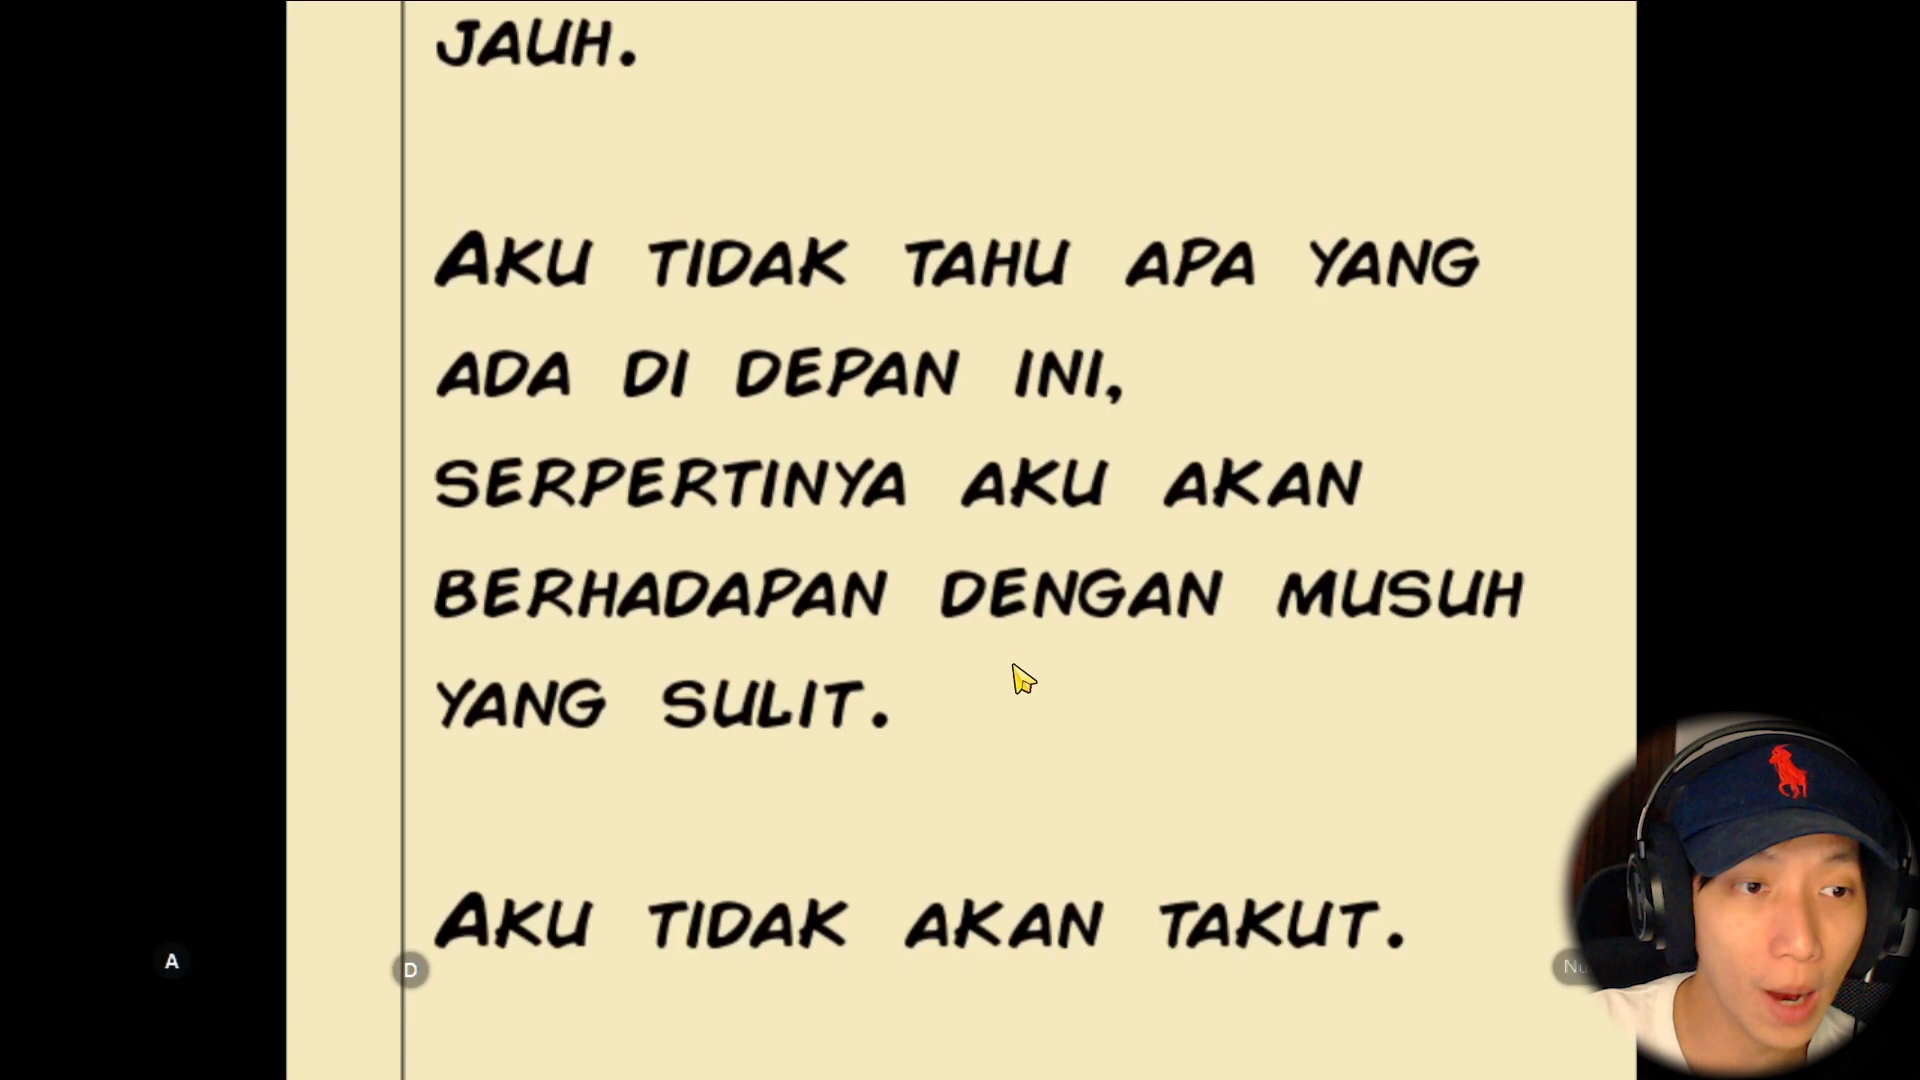 JAUH.
AKU TIDAK TAHU APA YANG
ADA DI DEPAN INI,
SERPERTINYA AKU AKAN
BERHADAPAN DENGAN MUSUH
YANG SULIT.
AKU TIDAK AKAN TAKUT.
A
D